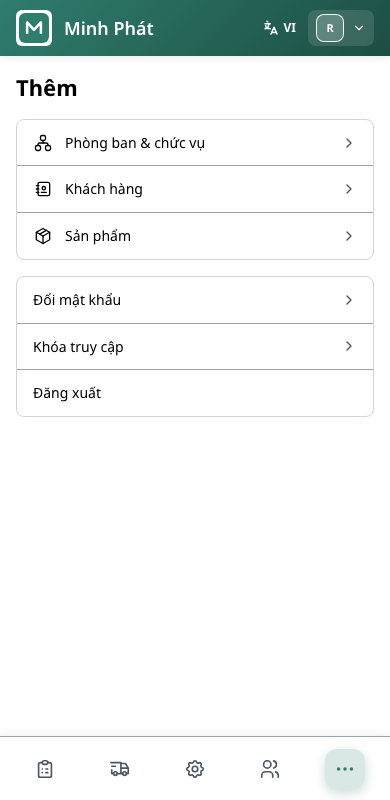 Minh Phát
VI
R
Thêm
Phòng ban & chức vụ
Khách hàng
Sản phẩm
Đổi mật khẩu
Khóa truy cập
Đăng xuất